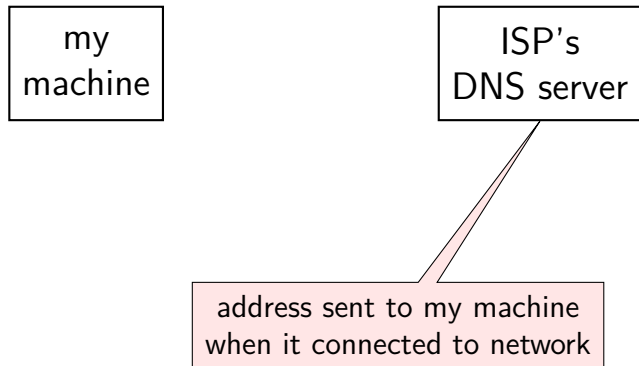 my
machine
ISP's
DNS server
address sent to my machine
when it connected to network